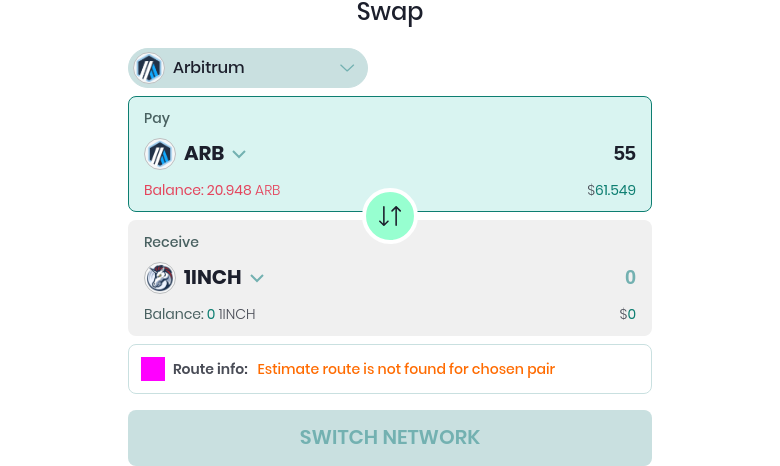 Swap
Arbitrum
Pay
ARB 55
Balance: 20.948 ARB $61.549
Receive
1INCH 0
Balance: 0 1INCH $0
Route info: Estimate route is not found for chosen pair
SWITCH NETWORK